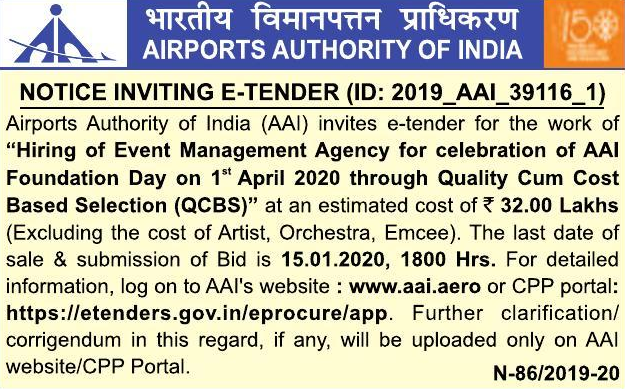 भारतीय विमानपत्तन प्राधिकरण
AIRPORTS AUTHORITY OF INDIA
NOTICE INVITING E-TENDER (ID: 2019_AAI_39116_1)
Airports Authority of India (AAI) invites e-tender for the work of
“Hiring of Event Management Agency for celebration of AAI
Foundation Day on 1st April 2020 through Quality Cum Cost
Based Selection (QCBS)” at an estimated cost of ₹ 32.00 Lakhs
(Excluding the cost of Artist, Orchestra, Emcee). The last date of
sale & submission of Bid is 15.01.2020, 1800 Hrs. For detailed
information, log on to AAI's website : www.aai.aero or CPP portal:
https://etenders.gov.in/eprocure/app. Further clarification/
corrigendum in this regard, if any, will be uploaded only on AAI
website/CPP Portal.
N-86/2019-20